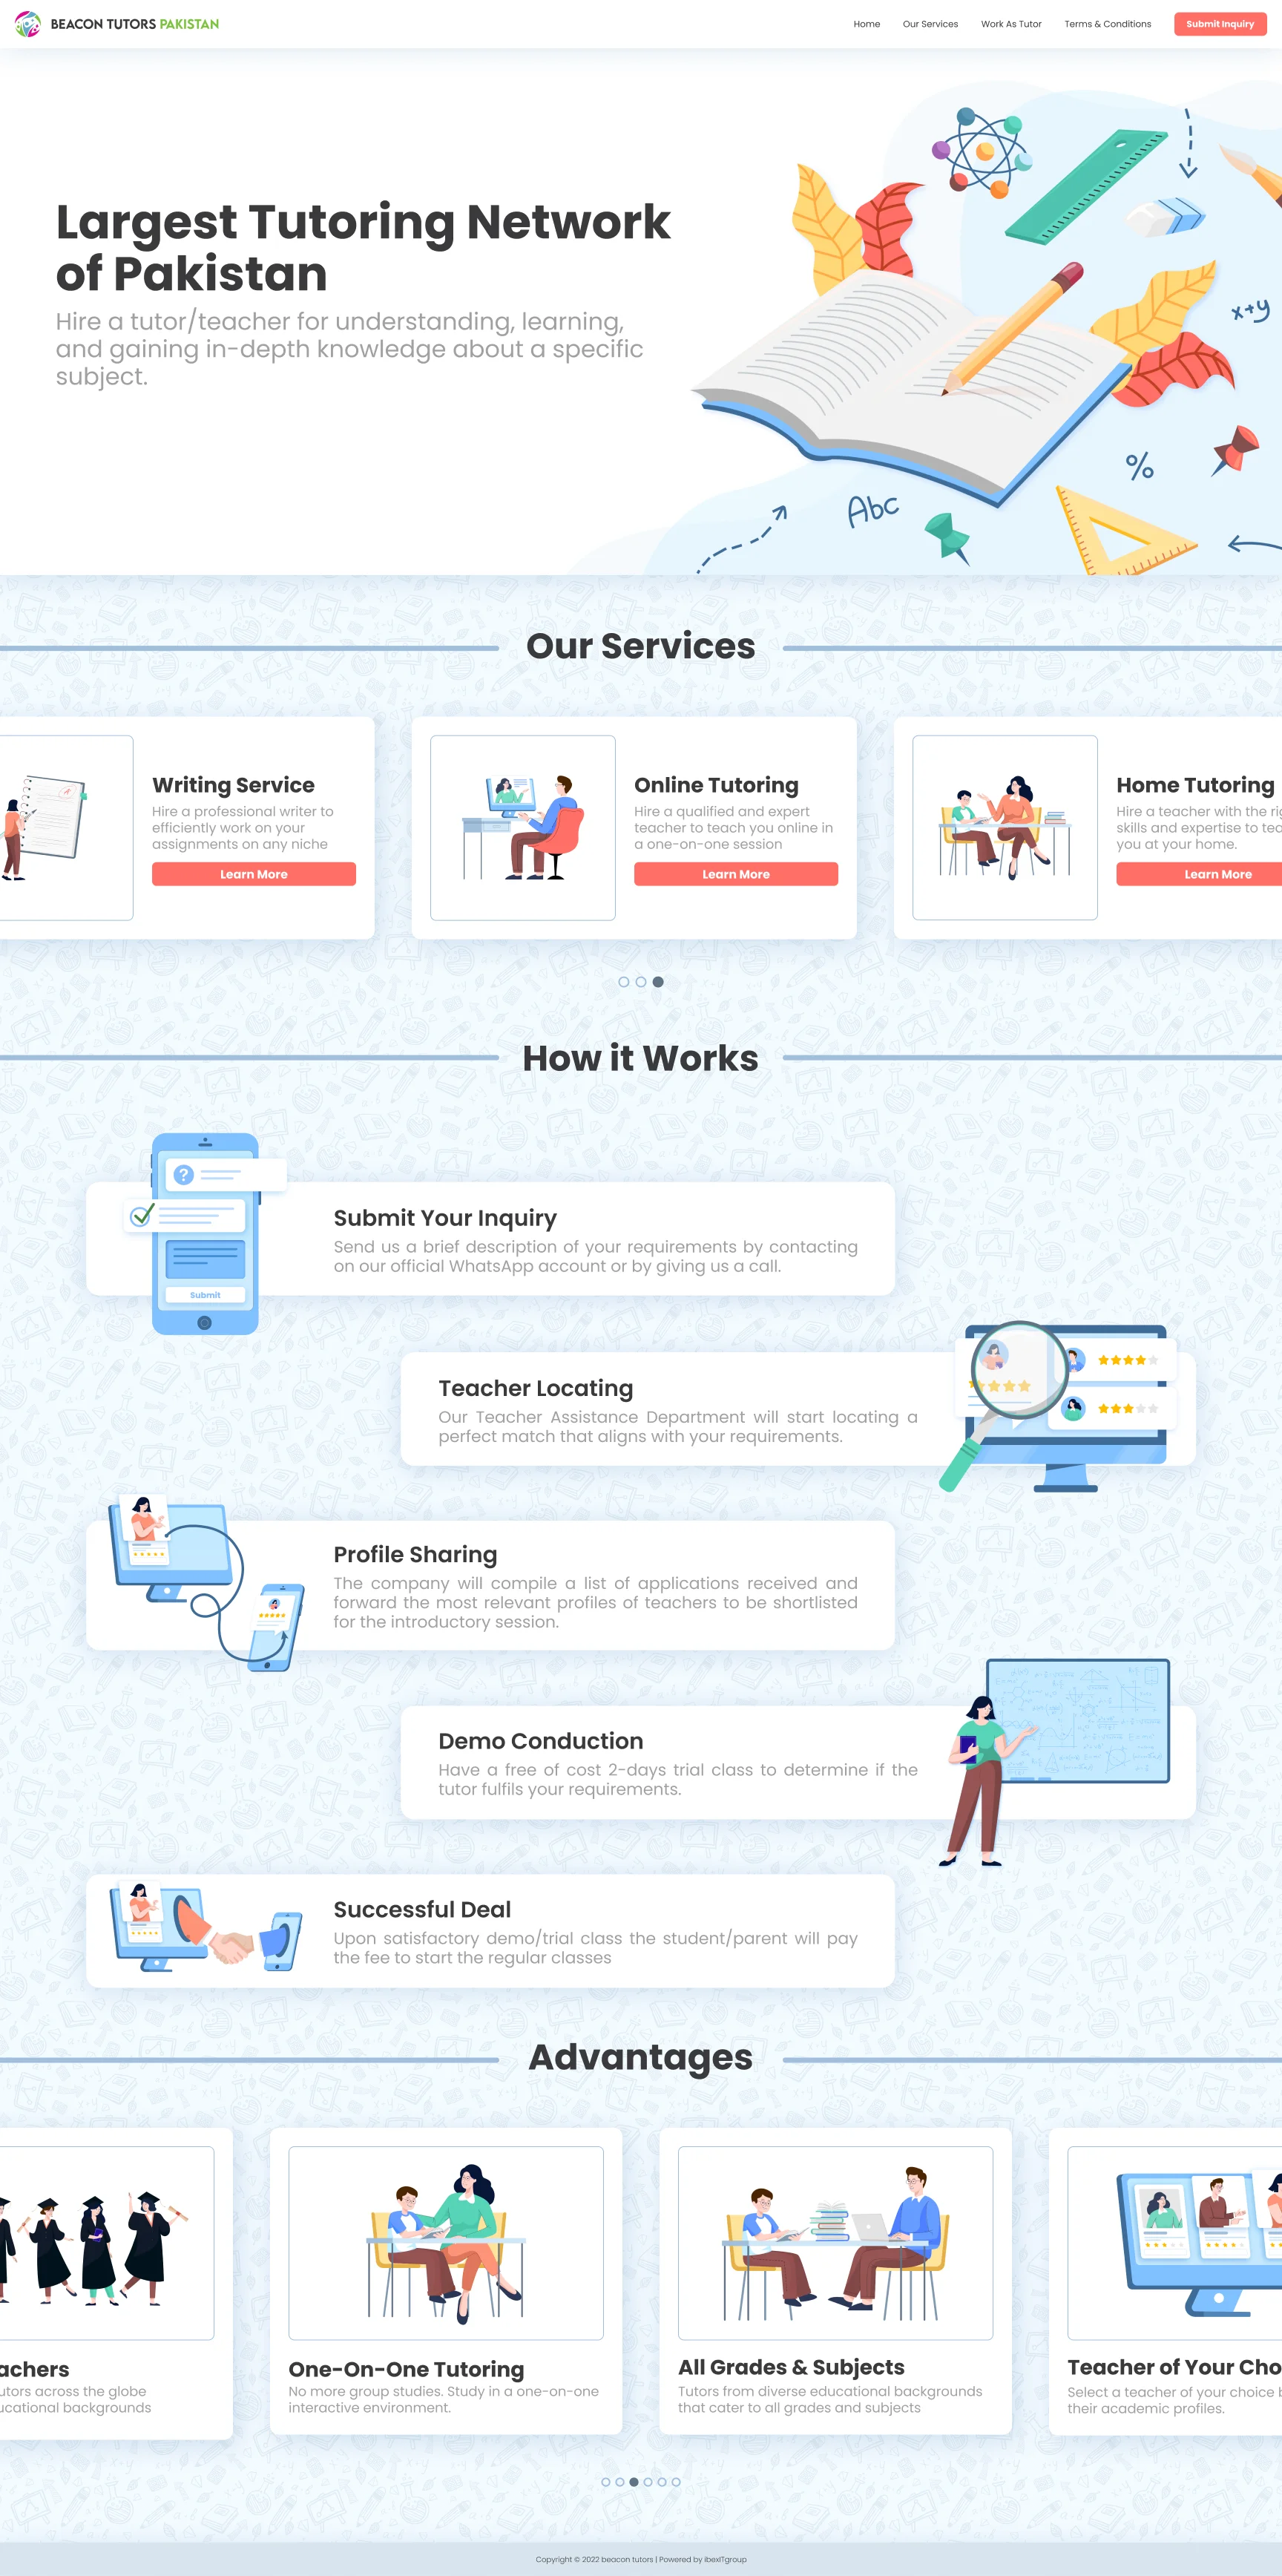 BEACON TUTORS PAKISTAN
Home
Our Services
Work As Tutor
Terms & Conditions
Submit Inquiry
Largest Tutoring Network
of Pakistan
Hire a tutor/teacher for understanding, learning,
and gaining in-depth knowledge about a specific
subject.
x+y
%
Abc
Our Services
Writing Service
Hire a professional writer to
efficiently work on your
assignments on any niche
Learn More
Online Tutoring
Hire a qualified and expert
teacher to teach you online in
a one-on-one session
Learn More
Home Tutoring
Hire a teacher with the
skills and expertise to
you at your home.
Learn More
How it Works
?
Submit
Submit Your Inquiry
Send us a brief description of your requirements by contacting
on our official WhatsApp account or by giving us a call.
Teacher Locating
Our Teacher Assistance Department will start locating a
perfect match that aligns with your requirements.
Profile Sharing
The company will compile a list of applications received and
forward the most relevant profiles of teachers to be shortlisted
for the introductory session.
Demo Conduction
Have a free of cost 2-days trial class to determine if the
tutor fulfils your requirements.
Successful Deal
Upon satisfactory demo/trial class the student/parent will pay
the fee to start the regular classes
Advantages
achers
utors across the globe
ucational backgrounds
One-On-One Tutoring
No more group studies. Study in a one-on-one
interactive environment.
All Grades & Subjects
Tutors from diverse educational backgrounds
that cater to all grades and subjects
Teacher of Your Cho
Select a teacher of your choice
their academic profiles.
Copyright © 2022 beacon tutors | Powered by ibexITgroup